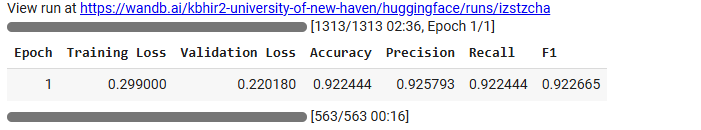 View run at https://wandb.ai/kbhir2-university-of-new-haven/huggingface/runs/izstzcha
[1313/1313 02:36, Epoch 1/1]
Epoch Training Loss Validation Loss Accuracy Precision Recall F1
1 0.299000 0.220180 0.922444 0.925793 0.922444 0.922665
[563/563 00:16]